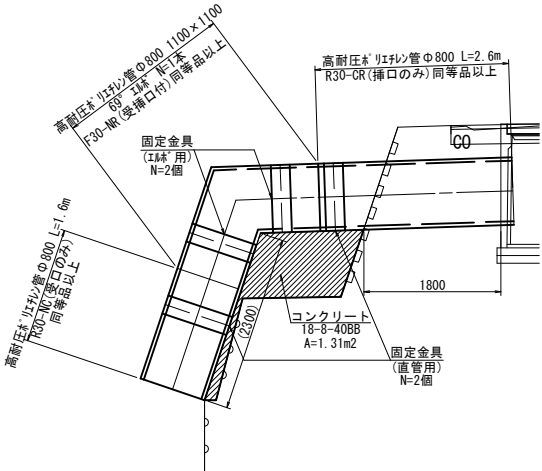 高耐圧ﾎﾟﾘｴﾁﾚﾝ管Φ800 1100×1100
69° ｴﾙﾎﾞ N=1本
F30-NR(受挿口付)同等品以上
高耐圧ﾎﾟﾘｴﾁﾚﾝ管Φ800 L=2.6m
R30-CR(挿口のみ)同等品以上
固定金具
(ｴﾙﾎﾞ用)
N=2個
CO
高耐圧ﾎﾟﾘｴﾁﾚﾝ管Φ800 L=1.6m
R30-NC(受口のみ)
同等品以上
1800
コンクリート
18-8-40BB
A=1.31m2
(2300)
固定金具
(直管用)
N=2個